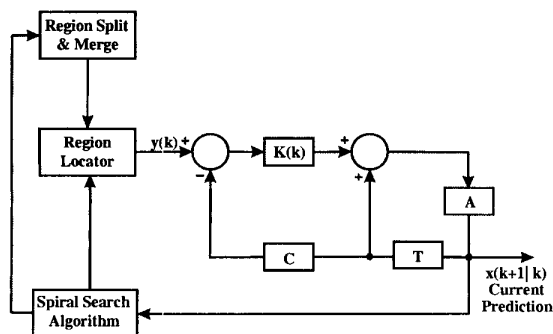 Region Split
& Merge
Region
Locator
y(k)
+
−
K(k)
+
+
A
C
T
x(k+1| k)
Current
Prediction
Spiral Search
Algorithm